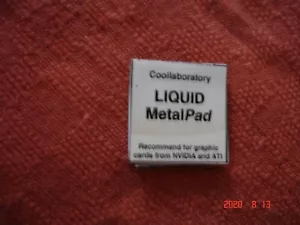 Coollaboratory
LIQUID
MetalPad
Recommend for graphic
cards from NVIDIA and ATI
2020 8 13